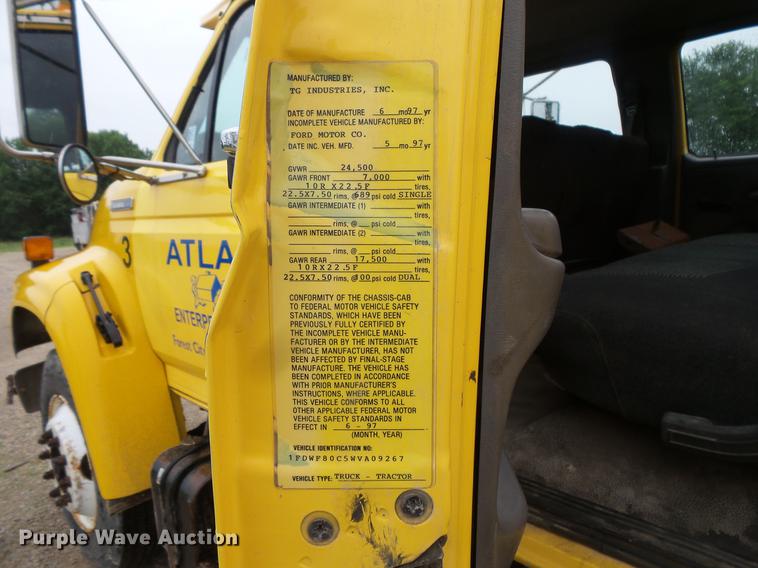 MANUFACTURED BY:
TG INDUSTRIES, INC.
DATE OF MANUFACTURE 6 mo 97 yr
INCOMPLETE VEHICLE MANUFACTURED BY:
FORD MOTOR CO.
DATE INC. VEH. MFD. 5 mo 97 yr
GVWR 24,500
GAWR FRONT 7,000 with
10R X22.5F tires,
22.5X7.50 rims, @ psi cold SINGLE
GAWR INTERMEDIATE (1) with
tires,
rims, @ psi cold
GAWR INTERMEDIATE (2) with
tires,
rims, @ psi cold
GAWR REAR 17,500 with
10RX22.5F tires,
22.5X7.50 rims, @100 psi cold DUAL
CONFORMITY OF THE CHASSIS-CAB
TO FEDERAL MOTOR VEHICLE SAFETY
STANDARDS, WHICH HAVE BEEN
PREVIOUSLY FULLY CERTIFIED BY
THE INCOMPLETE VEHICLE MANU-
FACTURER OR BY THE INTERMEDIATE
VEHICLE MANUFACTURER, HAS NOT
BEEN AFFECTED BY FINAL-STAGE
MANUFACTURE. THE VEHICLE HAS
BEEN COMPLETED IN ACCORDANCE
WITH PRIOR MANUFACTURER'S
INSTRUCTIONS, WHERE APPLICABLE.
THIS VEHICLE CONFORMS TO ALL
OTHER APPLICABLE FEDERAL MOTOR
VEHICLE SAFETY STANDARDS IN
EFFECT IN 6 - 97
(MONTH, YEAR)
VEHICLE IDENTIFICATION NO:
1FDWF80C5WVA09267
VEHICLE TYPE: TRUCK - TRACTOR
3
ATLA
ENTERP
Forest Cit
Purple Wave Auction